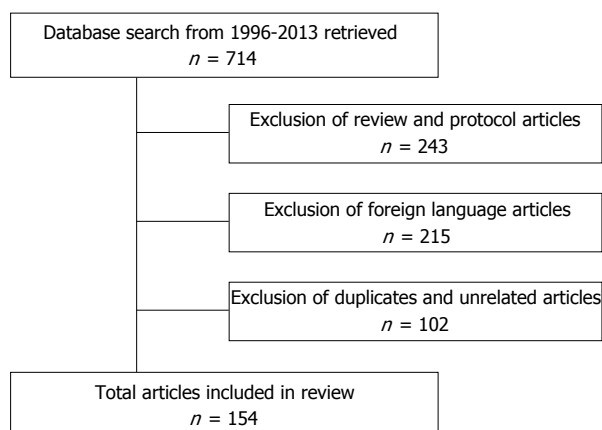 Database search from 1996-2013 retrieved
n = 714
Exclusion of review and protocol articles
n = 243
Exclusion of foreign language articles
n = 215
Exclusion of duplicates and unrelated articles
n = 102
Total articles included in review
n = 154